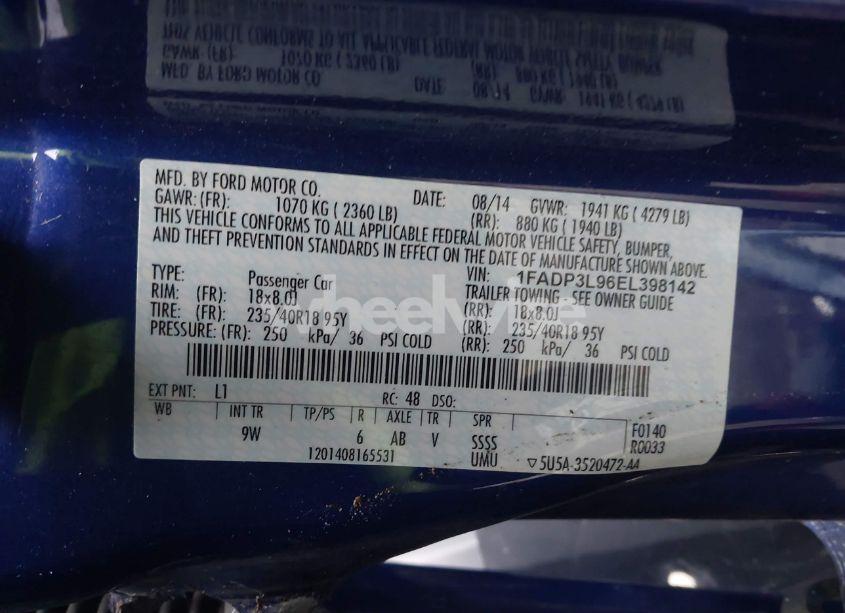 MFD. BY FORD MOTOR CO. DATE: 08/14 GVWR: 1941 KG ( 4279 LB)
GAWR: (FR): 1070 KG ( 2360 LB) (RR): 880 KG ( 1940 LB)
THIS VEHICLE CONFORMS TO ALL APPLICABLE FEDERAL MOTOR VEHICLE SAFETY, BUMPER,
AND THEFT PREVENTION STANDARDS IN EFFECT ON THE DATE OF MANUFACTURE SHOWN ABOVE.
VIN: 1FADP3L96EL398142
TYPE: Passenger Car TRAILER TOWING - SEE OWNER GUIDE
RIM: (FR): 18x8.0J (RR): 18x8.0J
TIRE: (FR): 235/40R18 95Y (RR): 235/40R18 95Y
PRESSURE: (FR): 250 kPa/ 36 PSI COLD (RR): 250 kPa/ 36 PSI COLD
wheelwire
EXT PNT: L1 RC: 48 DSO:
WB INT TR TP/PS R AXLE TR SPR F0140
9W 6 AB V SSSS R0033
1201408165531 UMU ▽5U5A-3520472-AA